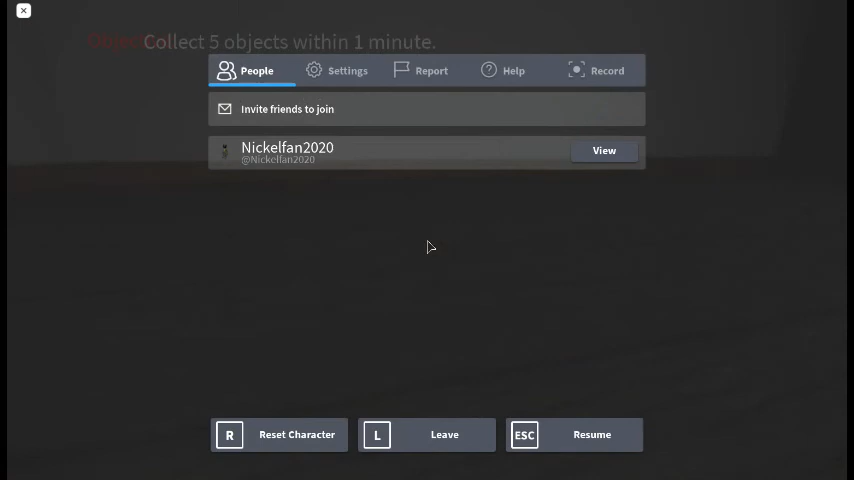 Objec Collect 5 objects within 1 minute.
People Settings Report Help Record
Invite friends to join
Nickelfan2020
@Nickelfan2020
View
R Reset Character L Leave ESC Resume